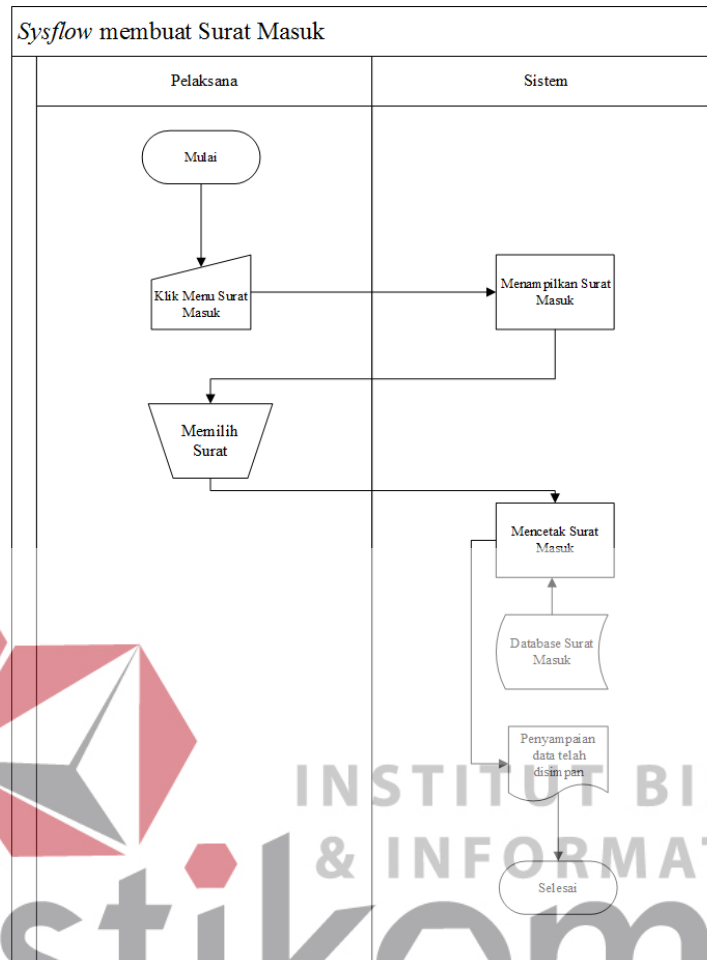 Sysflow membuat Surat Masuk
Pelaksana
Sistem
Mulai
Klik Menu Surat
Masuk
Menampilkan Surat
Masuk
Memilih
Surat
Mencetak Surat
Masuk
Database Surat
Masuk
Penyampaian
data telah
disimpan
INSTITUT BI
& INFORMAT
Selesai
stikom